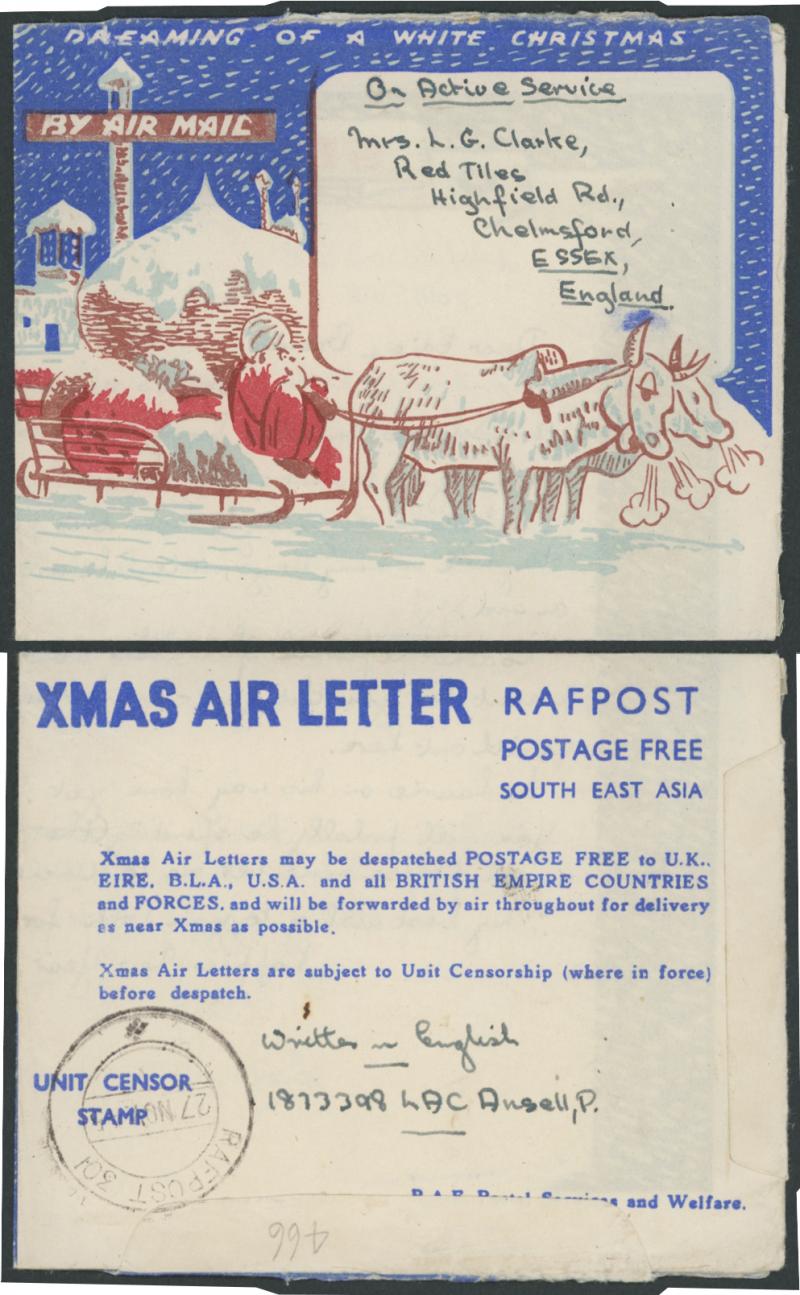 DREAMING OF A WHITE CHRISTMAS
BY AIR MAIL
On Active Service
Mrs. L. G. Clarke,
Red Tiles
Highfield Rd.,
Chelmsford,
ESSEX,
England.
XMAS AIR LETTER
RAFPOST
POSTAGE FREE
SOUTH EAST ASIA
Xmas Air Letters may be despatched POSTAGE FREE to U.K.,
EIRE, B.L.A., U.S.A. and all BRITISH EMPIRE COUNTRIES
and FORCES, and will be forwarded by air throughout for delivery
as near Xmas as possible.
Xmas Air Letters are subject to Unit Censorship (where in force)
before despatch.
Written in English
1873398 LAC Ansell, P.
UNIT CENSOR
STAMP
27 NOV
RAFPOST 301
R.A.F. Postal Services and Welfare.
466